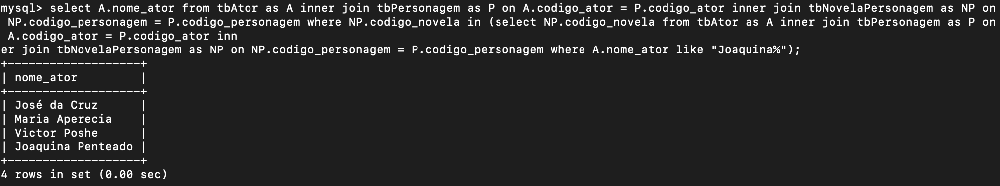 mysql> select A.nome_ator from tbAtor as A inner join tbPersonagem as P on A.codigo_ator = P.codigo_ator inner join tbNovelaPersonagem as NP on
 NP.codigo_personagem = P.codigo_personagem where NP.codigo_novela in (select NP.codigo_novela from tbAtor as A inner join tbPersonagem as P on
 A.codigo_ator = P.codigo_ator inn
er join tbNovelaPersonagem as NP on NP.codigo_personagem = P.codigo_personagem where A.nome_ator like "Joaquina%");
+-------------------+
| nome_ator         |
+-------------------+
| José da Cruz      |
| Maria Aperecia    |
| Victor Poshe      |
| Joaquina Penteado |
+-------------------+
4 rows in set (0.00 sec)